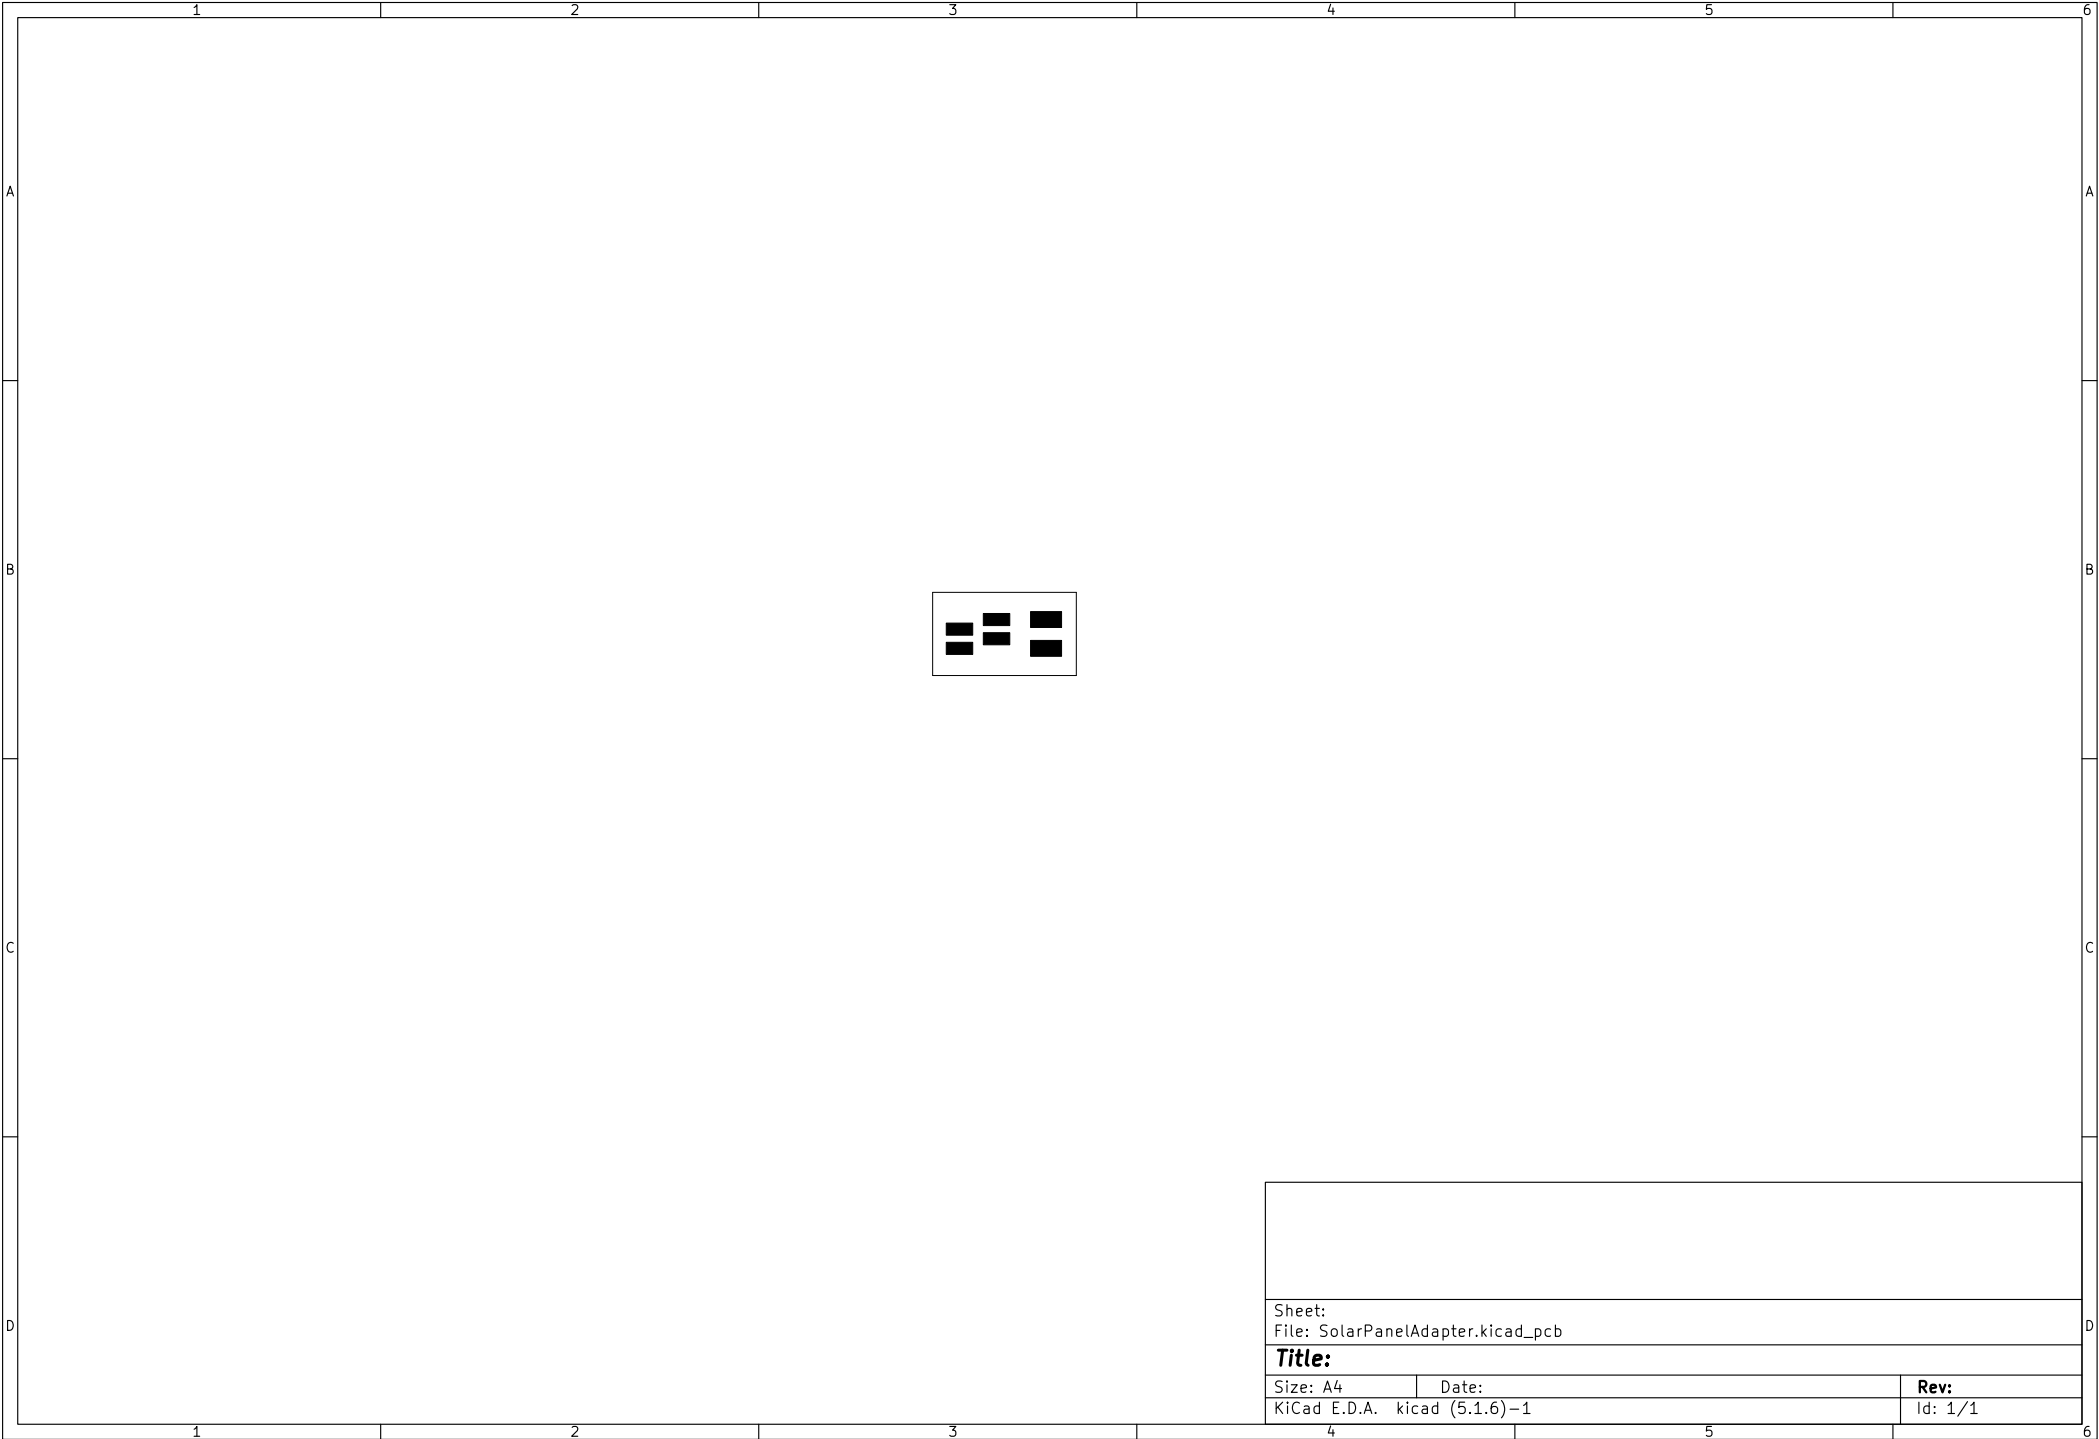 1 2 3 4 5 6
A A
B B
C C
D D
Sheet:
File: SolarPanelAdapter.kicad_pcb
Title:
Size: A4 Date: Rev:
KiCad E.D.A. kicad (5.1.6)-1 Id: 1/1
1 2 3 4 5 6